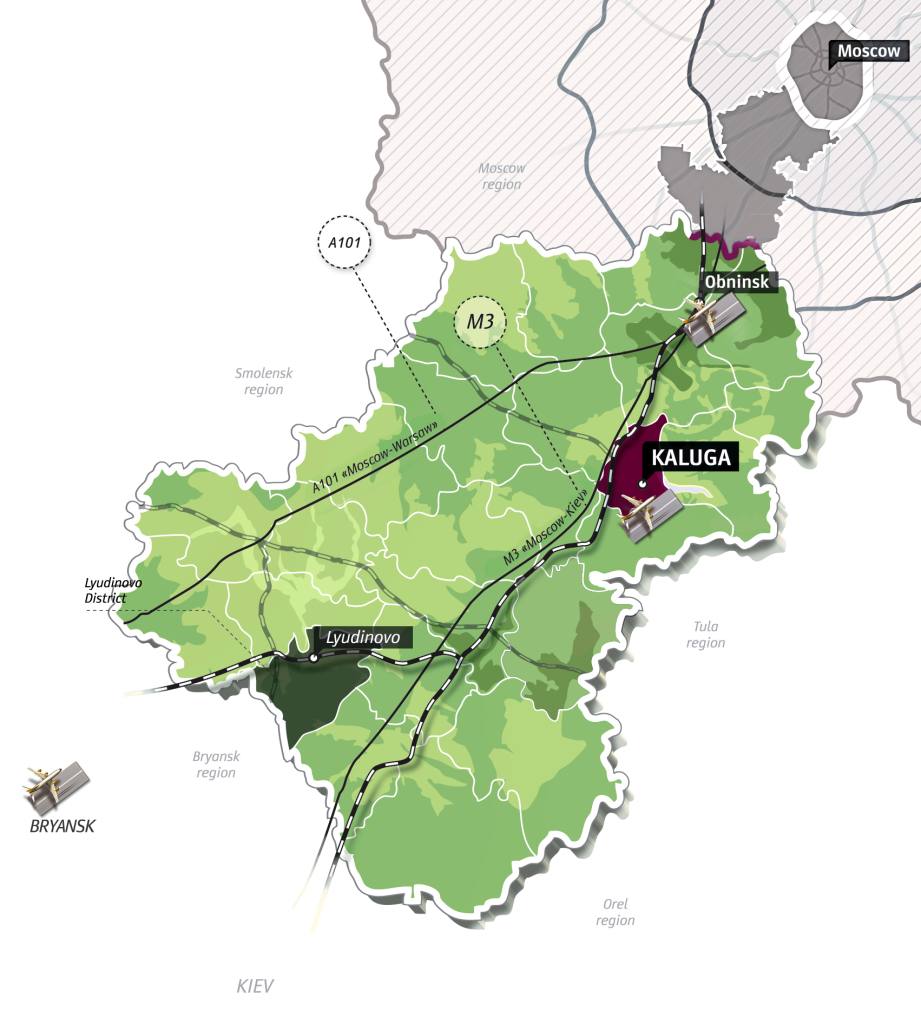 Moscow
Moscow
region
A101
Obninsk
M3
Smolensk
region
A101 «Moscow-Warsaw»
KALUGA
M3 «Moscow-Kiev»
Lyudinovo
District
Lyudinovo
Tula
region
Bryansk
region
BRYANSK
Orel
region
KIEV